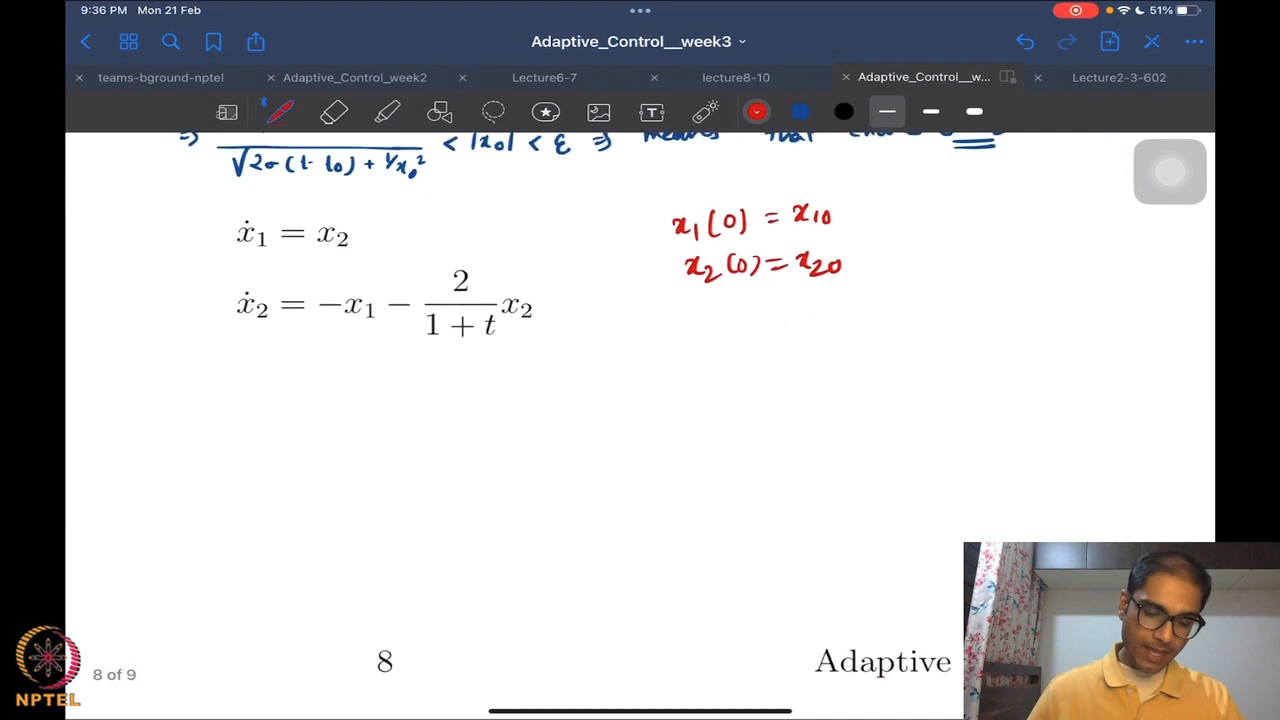 9:36 PM Mon 21 Feb
51%
Adaptive_Control__week3
teams-bground-nptel
Adaptive_Control_week2
Lecture6-7
lecture8-10
Adaptive_Control__w...
Lecture2-3-602
⇒ √2σ(t-t₀) + 1/x₀² < |x₀| < ε ⇒ means that
ẋ₁ = x₂
x₁(0) = x₁₀
x₂(0) = x₂₀
ẋ₂ = −x₁ − 2/(1 + t) x₂
8
Adaptive
8 of 9
NPTEL